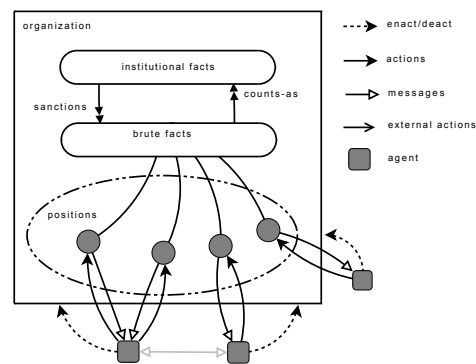 organization
institutional facts
sanctions
counts-as
brute facts
positions
enact/deact
actions
messages
external actions
agent